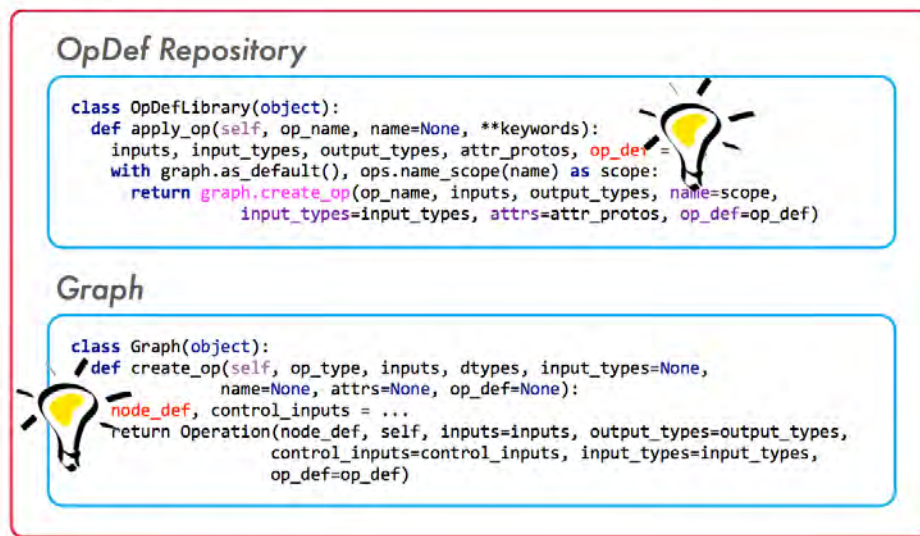 OpDef Repository
class OpDefLibrary(object):
  def apply_op(self, op_name, name=None, **keywords):
    inputs, input_types, output_types, attr_protos, op_def =
    with graph.as_default(), ops.name_scope(name) as scope:
      return graph.create_op(op_name, inputs, output_types, name=scope,
                 input_types=input_types, attrs=attr_protos, op_def=op_def)
Graph
class Graph(object):
  def create_op(self, op_type, inputs, dtypes, input_types=None,
               name=None, attrs=None, op_def=None):
    node_def, control_inputs = ...
    return Operation(node_def, self, inputs=inputs, output_types=output_types,
                    control_inputs=control_inputs, input_types=input_types,
                    op_def=op_def)